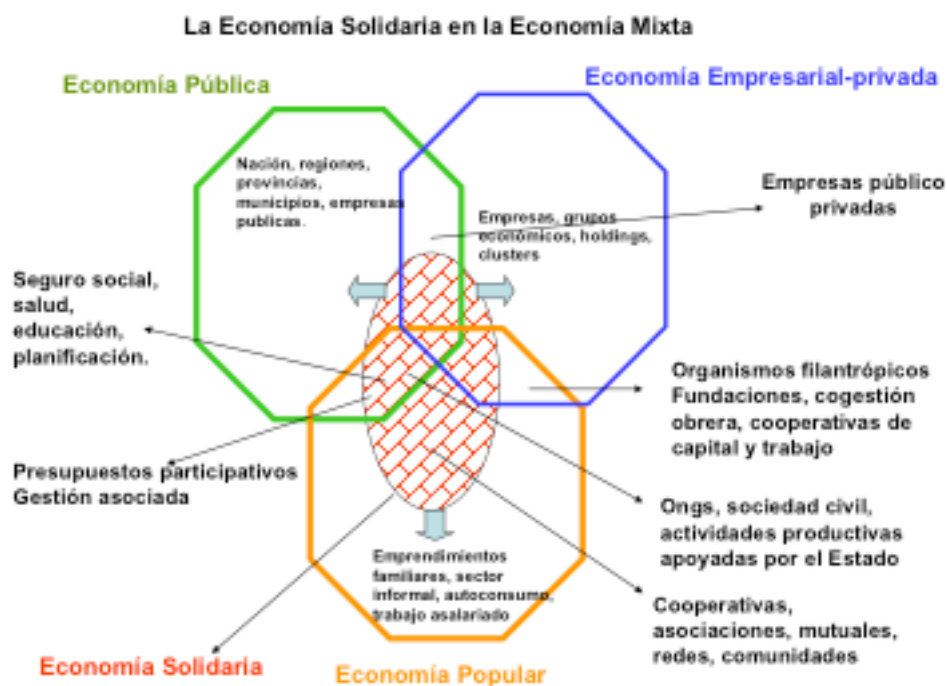 La Economía Solidaria en la Economía Mixta
Economía Pública
Economía Empresarial-privada
Nación, regiones,
provincias,
municipios, empresas
publicas.
Empresas, grupos
económicos, holdings,
clusters
Empresas público
privadas
Seguro social,
salud,
educación,
planificación.
Organismos filantrópicos
Fundaciones, cogestión
obrera, cooperativas de
capital y trabajo
Presupuestos participativos
Gestión asociada
Ongs, sociedad civil,
actividades productivas
apoyadas por el Estado
Emprendimientos
familiares, sector
informal, autoconsumo,
trabajo asalariado
Cooperativas,
asociaciones, mutuales,
redes, comunidades
Economía Solidaria
Economía Popular